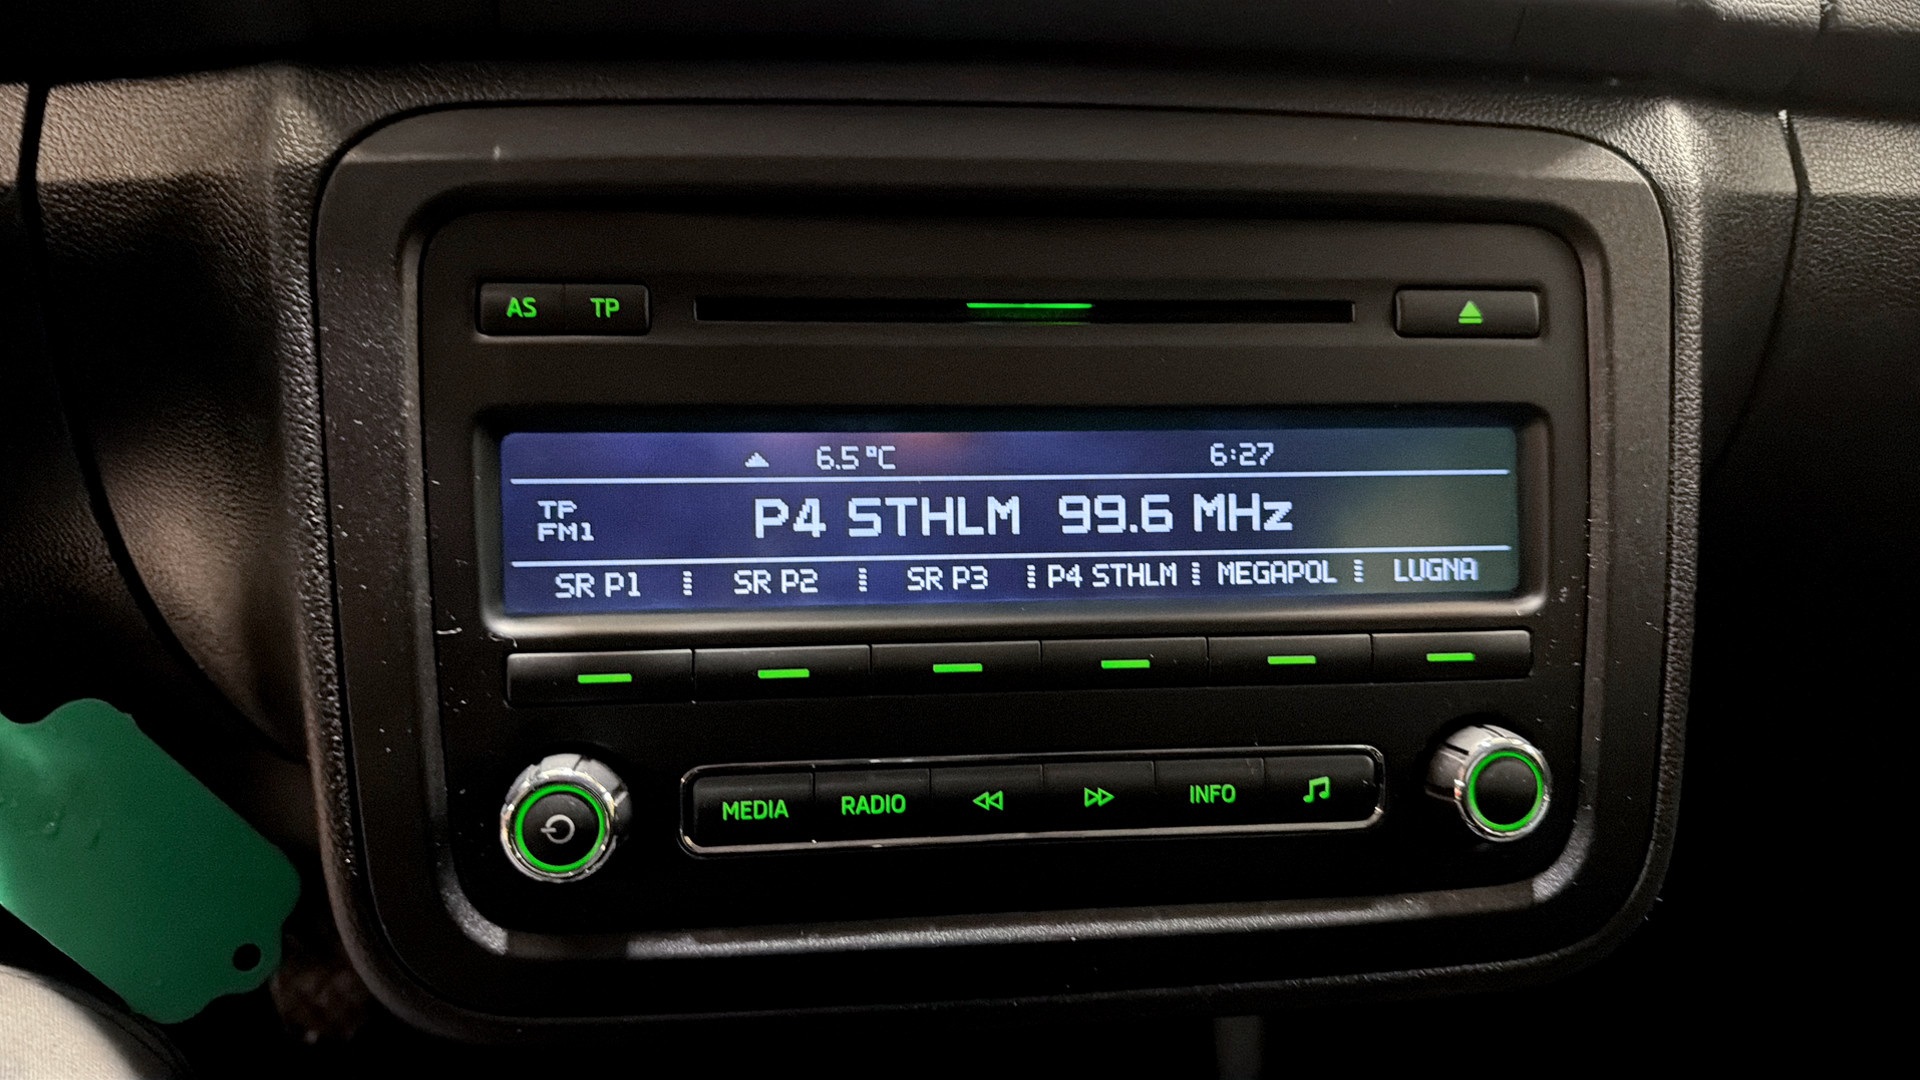 AS TP
6.5°C 6:27
TP
FM1
P4 STHLM 99.6 MHz
SR P1 SR P2 SR P3 P4 STHLM MEGAPOL LUGNA
MEDIA RADIO INFO